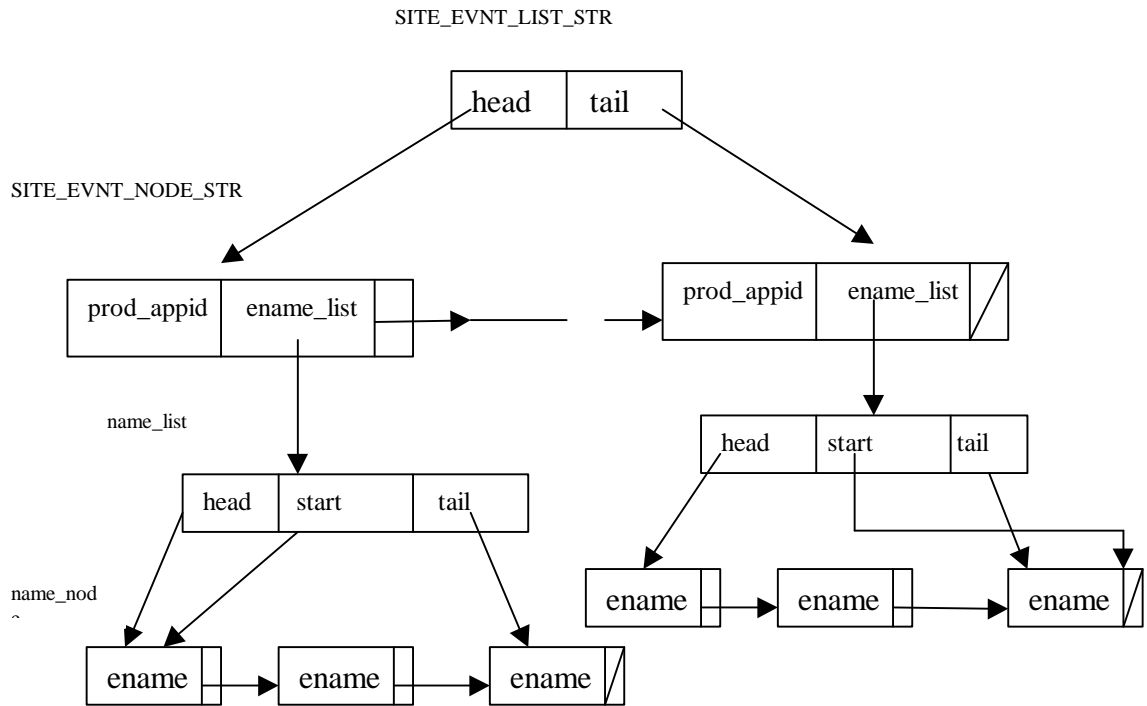 SITE_EVNT_LIST_STR
head tail
SITE_EVNT_NODE_STR
prod_appid ename_list
prod_appid ename_list
name_list
head start tail
head start tail
name_nod
ename ename ename
ename ename ename